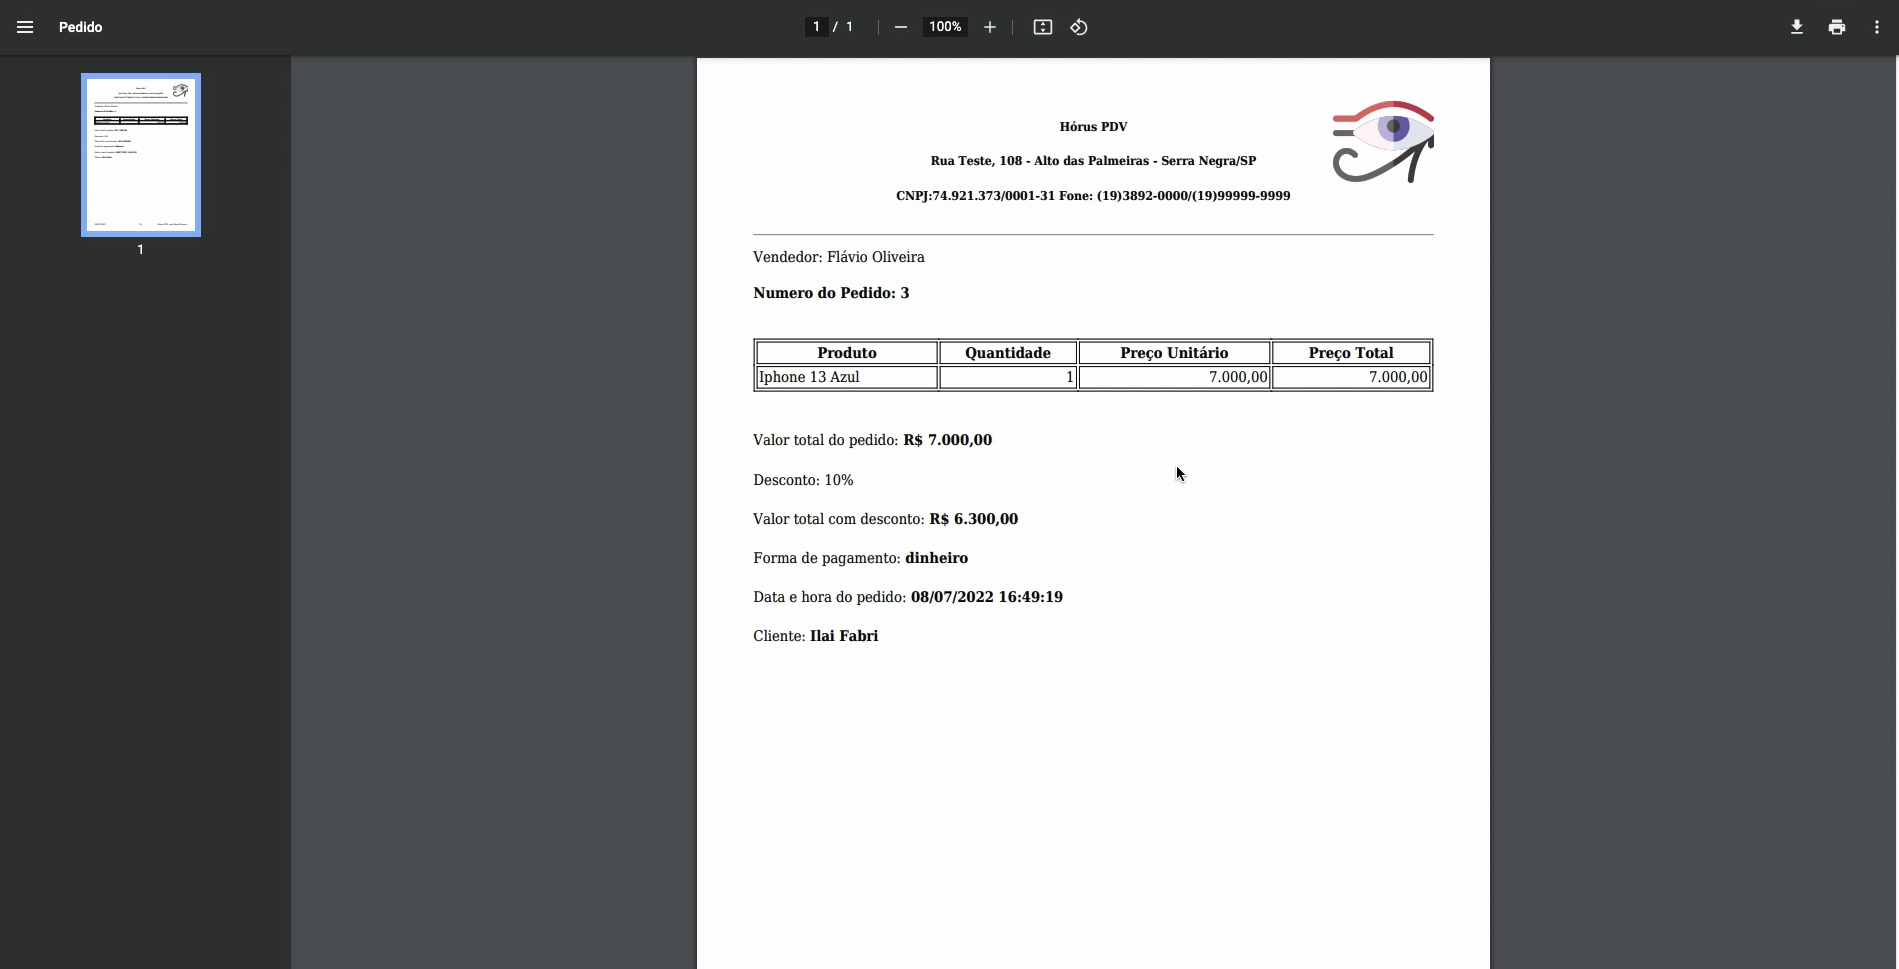 Pedido
1 / 1
100%
1
Hórus PDV
Rua Teste, 108 - Alto das Palmeiras - Serra Negra/SP
CNPJ:74.921.373/0001-31 Fone: (19)3892-0000/(19)99999-9999
Vendedor: Flávio Oliveira
Numero do Pedido: 3
Produto Quantidade Preço Unitário Preço Total
Iphone 13 Azul 1 7.000,00 7.000,00
Valor total do pedido: R$ 7.000,00
Desconto: 10%
Valor total com desconto: R$ 6.300,00
Forma de pagamento: dinheiro
Data e hora do pedido: 08/07/2022 16:49:19
Cliente: Ilai Fabri